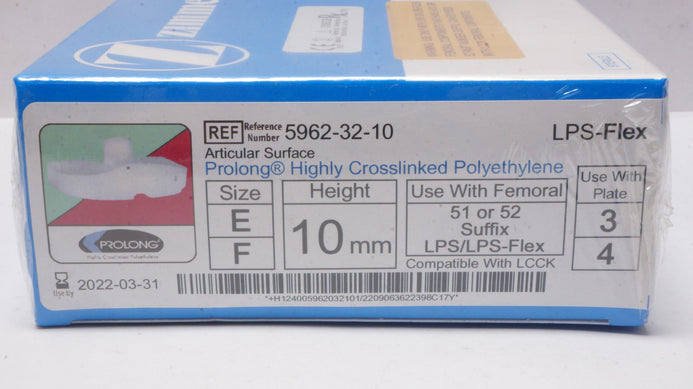 Zimmer
REF Reference Number 5962-32-10
LPS-Flex
Articular Surface
Prolong® Highly Crosslinked Polyethylene
Size
E
F
Height
10 mm
Use With Femoral
51 or 52
Suffix
LPS/LPS-Flex
Compatible With LCCK
Use With
Plate
3
4
PROLONG
Highly Crosslinked Polyethylene
Use by 2022-03-31
*+H124005962032101/2209063622398C17Y*